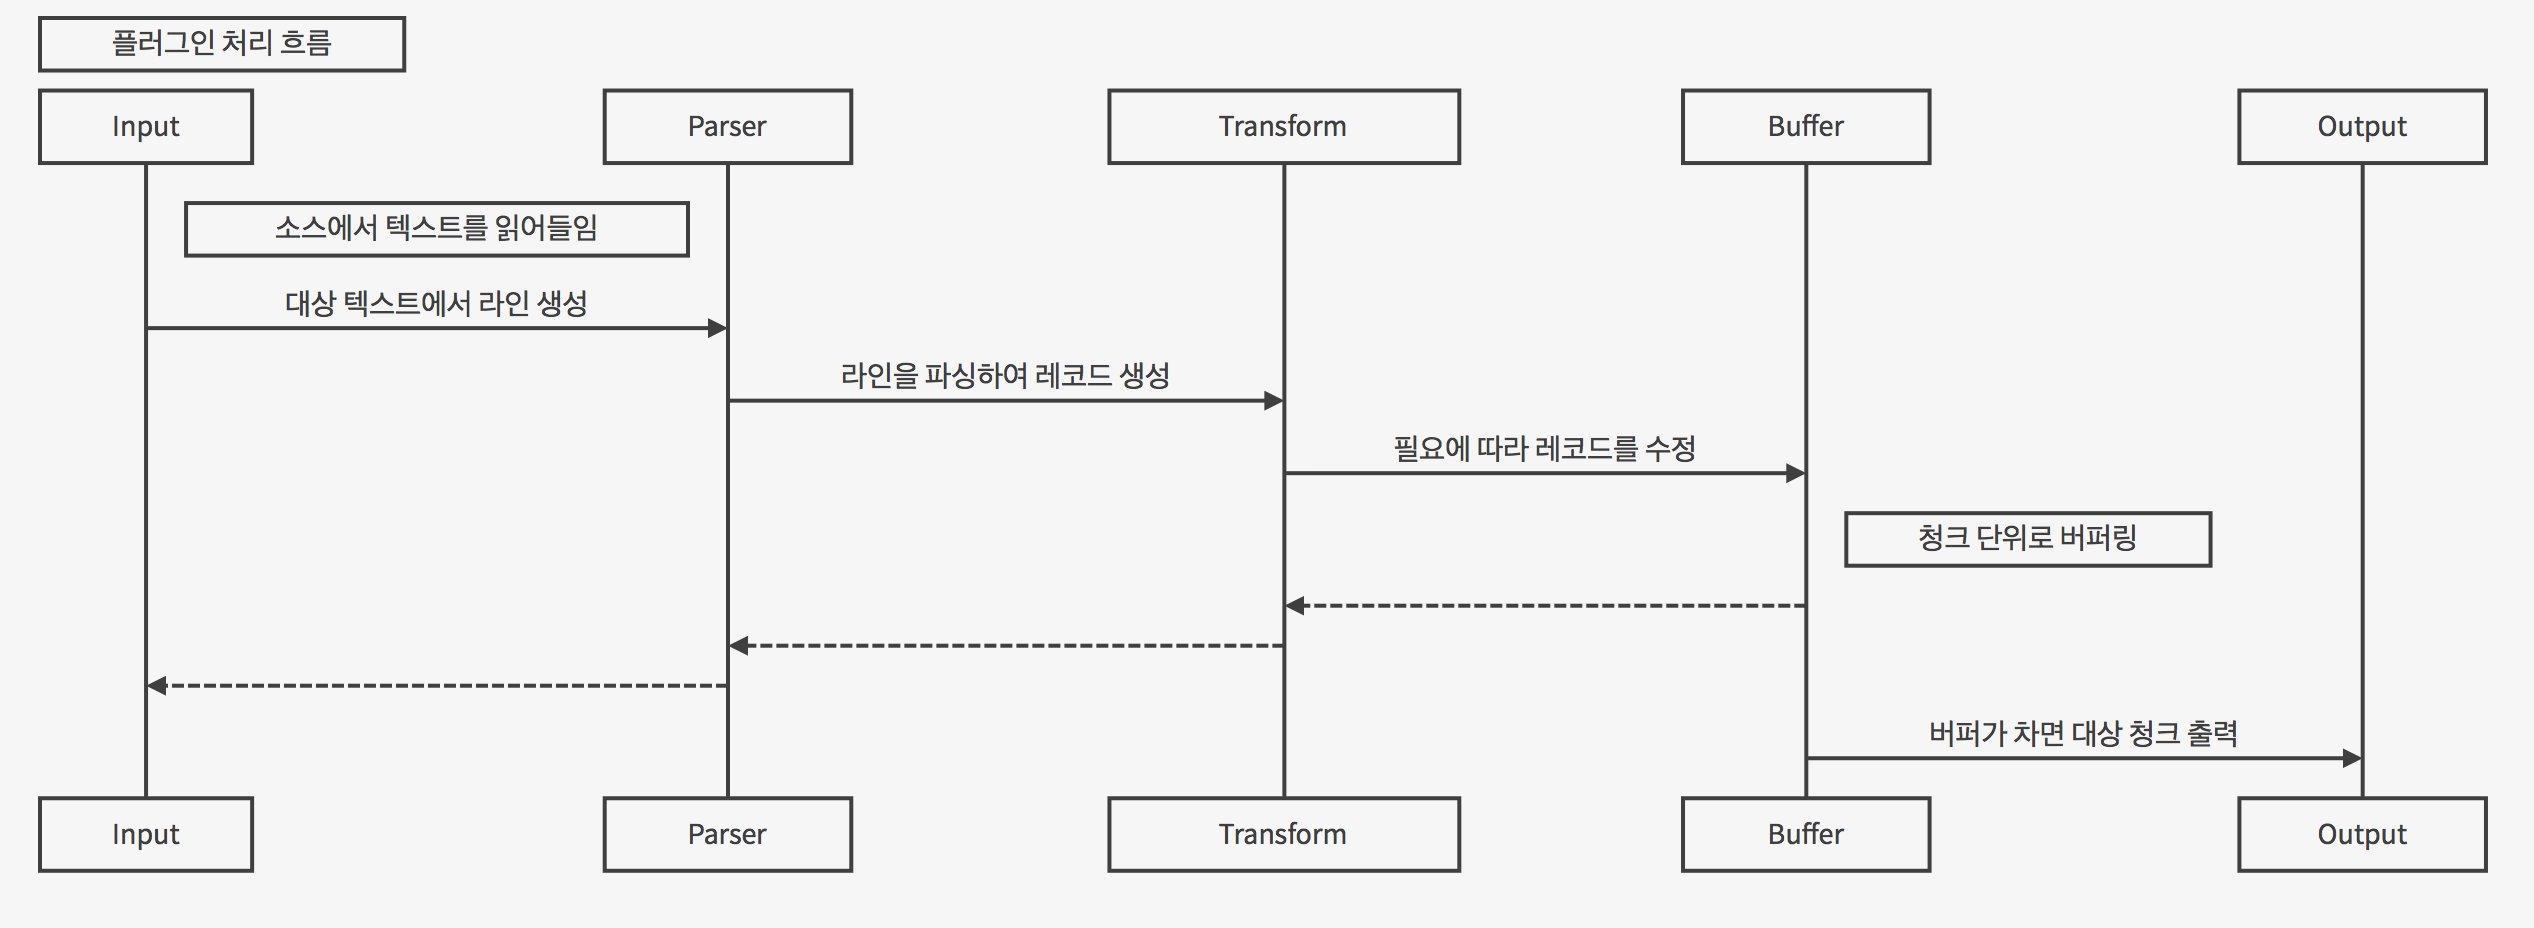 플러그인 처리 흐름
Input
Parser
Transform
Buffer
Output
소스에서 텍스트를 읽어들임
대상 텍스트에서 라인 생성
라인을 파싱하여 레코드 생성
필요에 따라 레코드를 수정
청크 단위로 버퍼링
버퍼가 차면 대상 청크 출력
Input
Parser
Transform
Buffer
Output